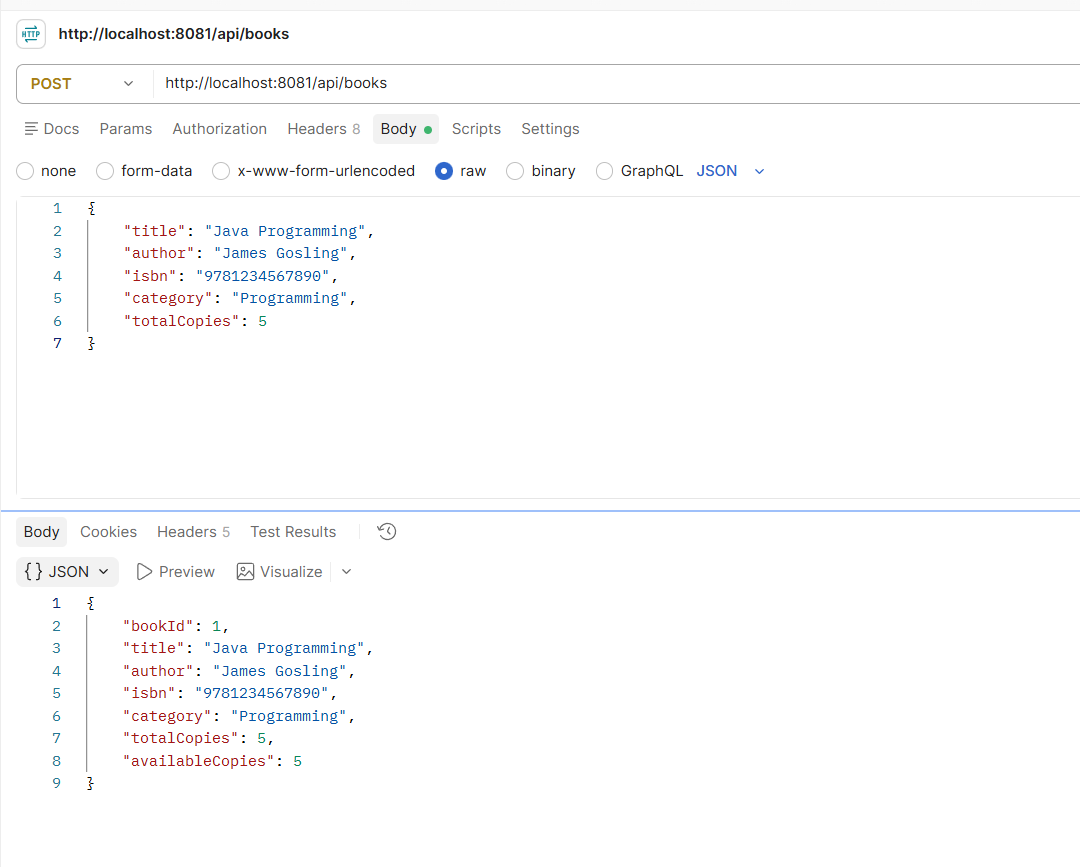 HTTP http://localhost:8081/api/books
POST http://localhost:8081/api/books
Docs Params Authorization Headers 8 Body Scripts Settings
none form-data x-www-form-urlencoded raw binary GraphQL JSON
1 {
2 "title": "Java Programming",
3 "author": "James Gosling",
4 "isbn": "9781234567890",
5 "category": "Programming",
6 "totalCopies": 5
7 }
Body Cookies Headers 5 Test Results
{} JSON Preview Visualize
1 {
2 "bookId": 1,
3 "title": "Java Programming",
4 "author": "James Gosling",
5 "isbn": "9781234567890",
6 "category": "Programming",
7 "totalCopies": 5,
8 "availableCopies": 5
9 }